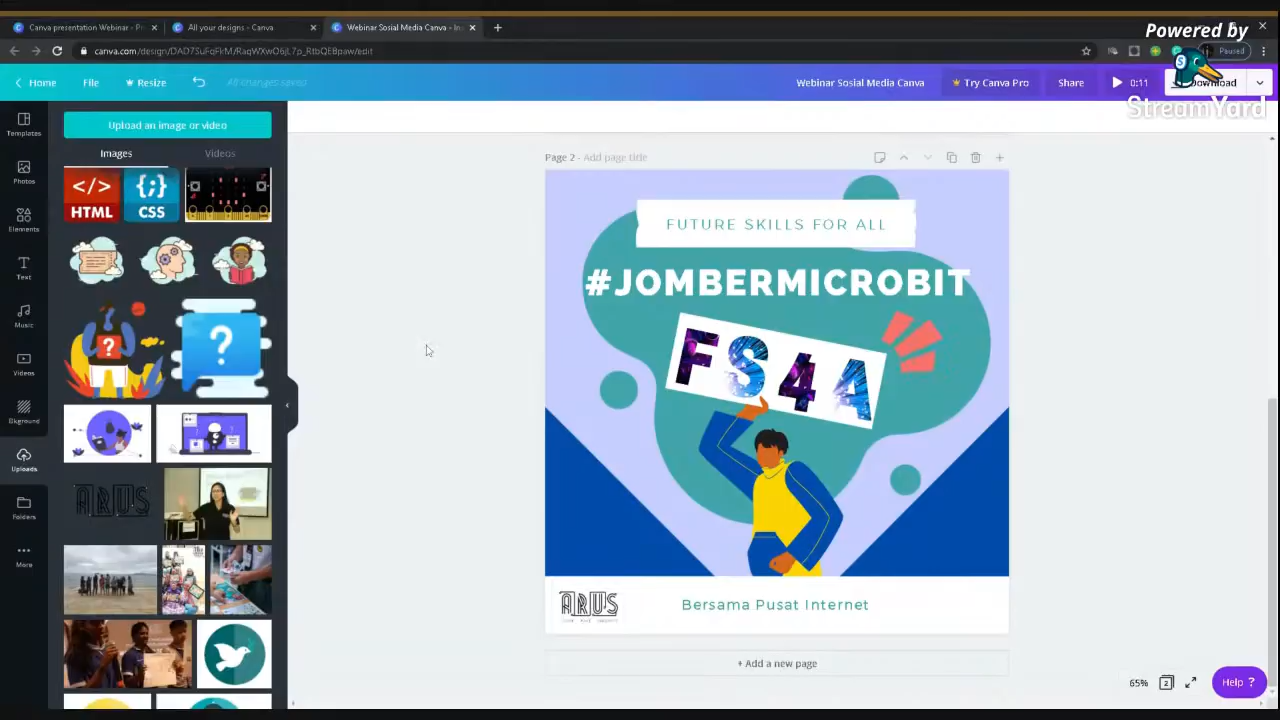 Canva presentation Webinar - Pr
All your designs - Canva
Webinar Sosial Media Canva - In
Powered by
canva.com/design/DAD7SuFqFkM/RaqWXwO6jL7p_RtbQEBpaw/edit
Paused
Home
File
Resize
All changes saved
Webinar Sosial Media Canva
Try Canva Pro
Share
0:11
Download
StreamYard
Templates
Photos
Elements
Text
Music
Videos
Bkground
Uploads
Folders
More
Upload an image or video
Images
Videos
</>
HTML
{;}
CSS
?
?
ARUS
Page 2 - Add page title
FUTURE SKILLS FOR ALL
#JOMBERMICROBIT
FS4A
ARUS
Bersama Pusat Internet
+ Add a new page
65%
2
Help ?